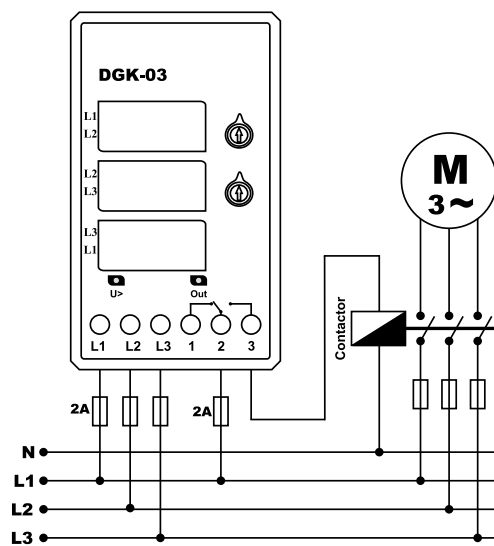 DGK-03
L1
L2
L2
L3
L3
L1
U>
Out
L1 L2 L3 1 2 3
M
3~
Contactor
2A
2A
N
L1
L2
L3